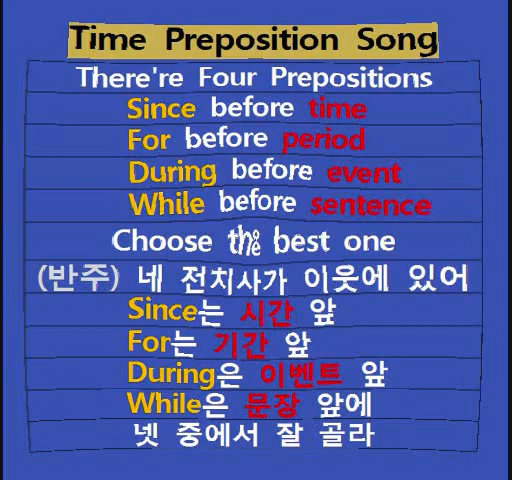 Time Preposition Song
There're Four Prepositions
Since before time
For before period
During before event
While before sentence
Choose the best one
(반주) 네 전치사가 이웃에 있어
Since는 시간 앞
For는 기간 앞
During은 이벤트 앞
While은 문장 앞에
넷 중에서 잘 골라